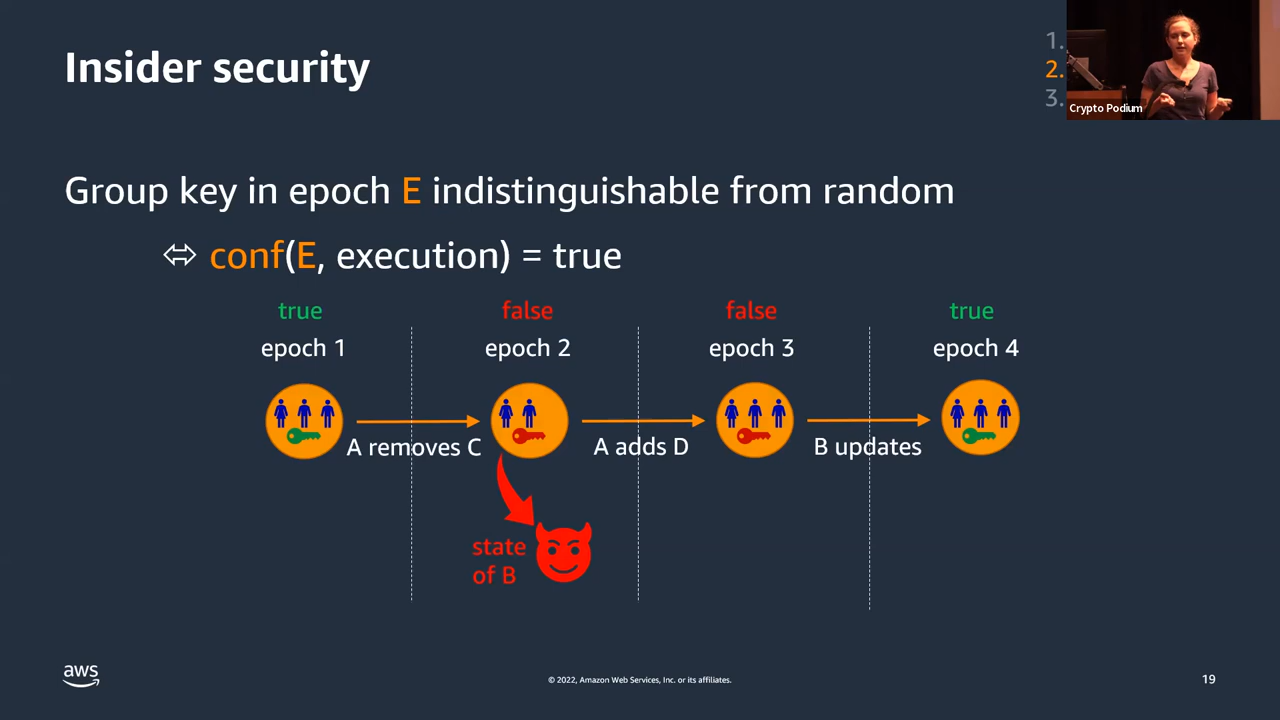 Insider security
1.
2.
3.
Crypto Podium
Group key in epoch E indistinguishable from random
⇔ conf(E, execution) = true
true false false true
epoch 1 epoch 2 epoch 3 epoch 4
A removes C A adds D B updates
state
of B
aws
© 2022, Amazon Web Services, Inc. or its affiliates.
19